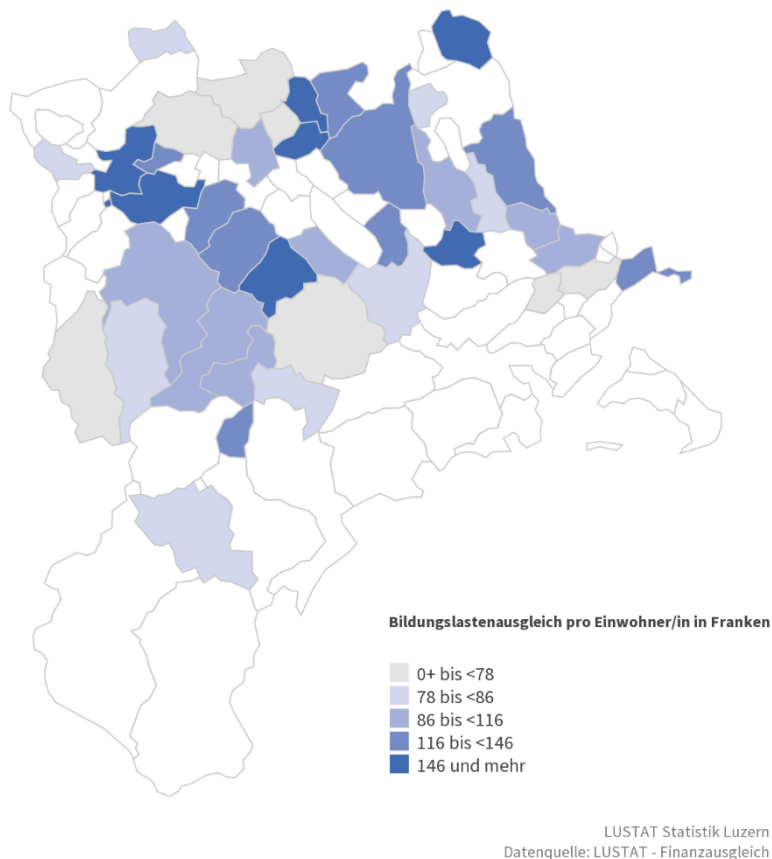 Bildungslastenausgleich pro Einwohner/in in Franken
0+ bis <78
78 bis <86
86 bis <116
116 bis <146
146 und mehr
LUSTAT Statistik Luzern
Datenquelle: LUSTAT - Finanzausgleich